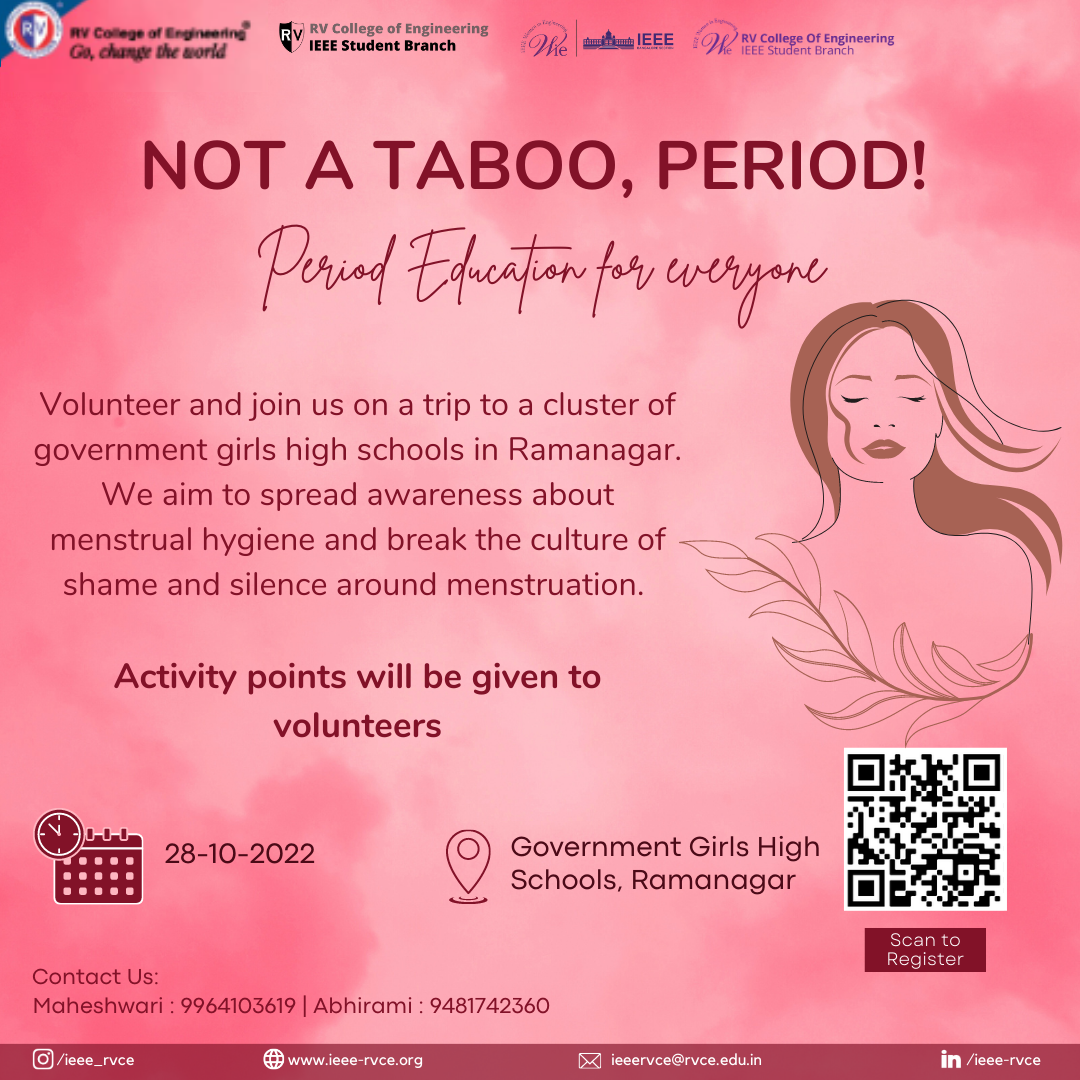 RV College of Engineering®
Go, change the world
RV College of Engineering
IEEE Student Branch
IEEE
RV College Of Engineering
IEEE Student Branch
NOT A TABOO, PERIOD!
Period Education for everyone
Volunteer and join us on a trip to a cluster of
government girls high schools in Ramanagar.
We aim to spread awareness about
menstrual hygiene and break the culture of
shame and silence around menstruation.
Activity points will be given to
volunteers
28-10-2022
Government Girls High
Schools, Ramanagar
Scan to
Register
Contact Us:
Maheshwari : 9964103619 | Abhirami : 9481742360
/ieee_rvce
www.ieee-rvce.org
ieeervce@rvce.edu.in
/ieee-rvce